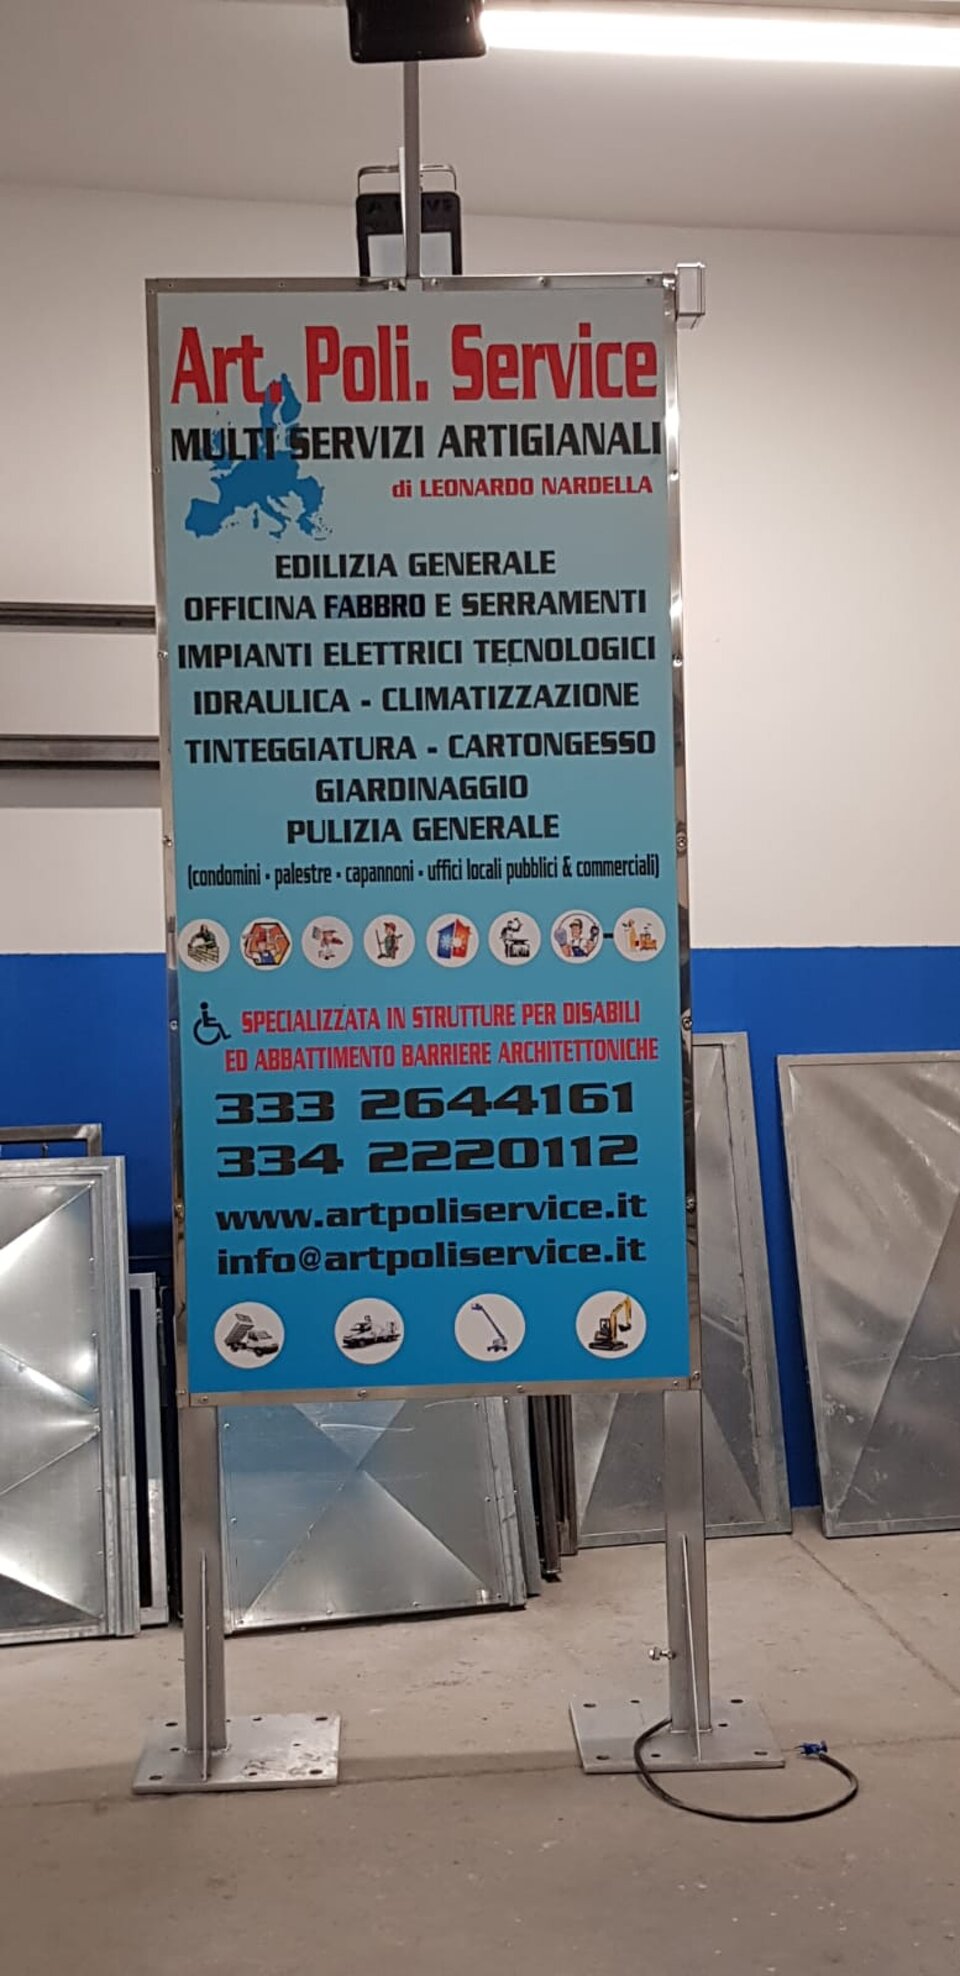 Art. Poli. Service
MULTI SERVIZI ARTIGIANALI
di LEONARDO NARDELLA
EDILIZIA GENERALE
OFFICINA FABBRO E SERRAMENTI
IMPIANTI ELETTRICI TECNOLOGICI
IDRAULICA - CLIMATIZZAZIONE
TINTEGGIATURA - CARTONGESSO
GIARDINAGGIO
PULIZIA GENERALE
(condomini - palestre - capannoni - uffici locali pubblici & commerciali)
SPECIALIZZATA IN STRUTTURE PER DISABILI
ED ABBATTIMENTO BARRIERE ARCHITETTONICHE
333 2644161
334 2220112
www.artpoliservice.it
info@artpoliservice.it